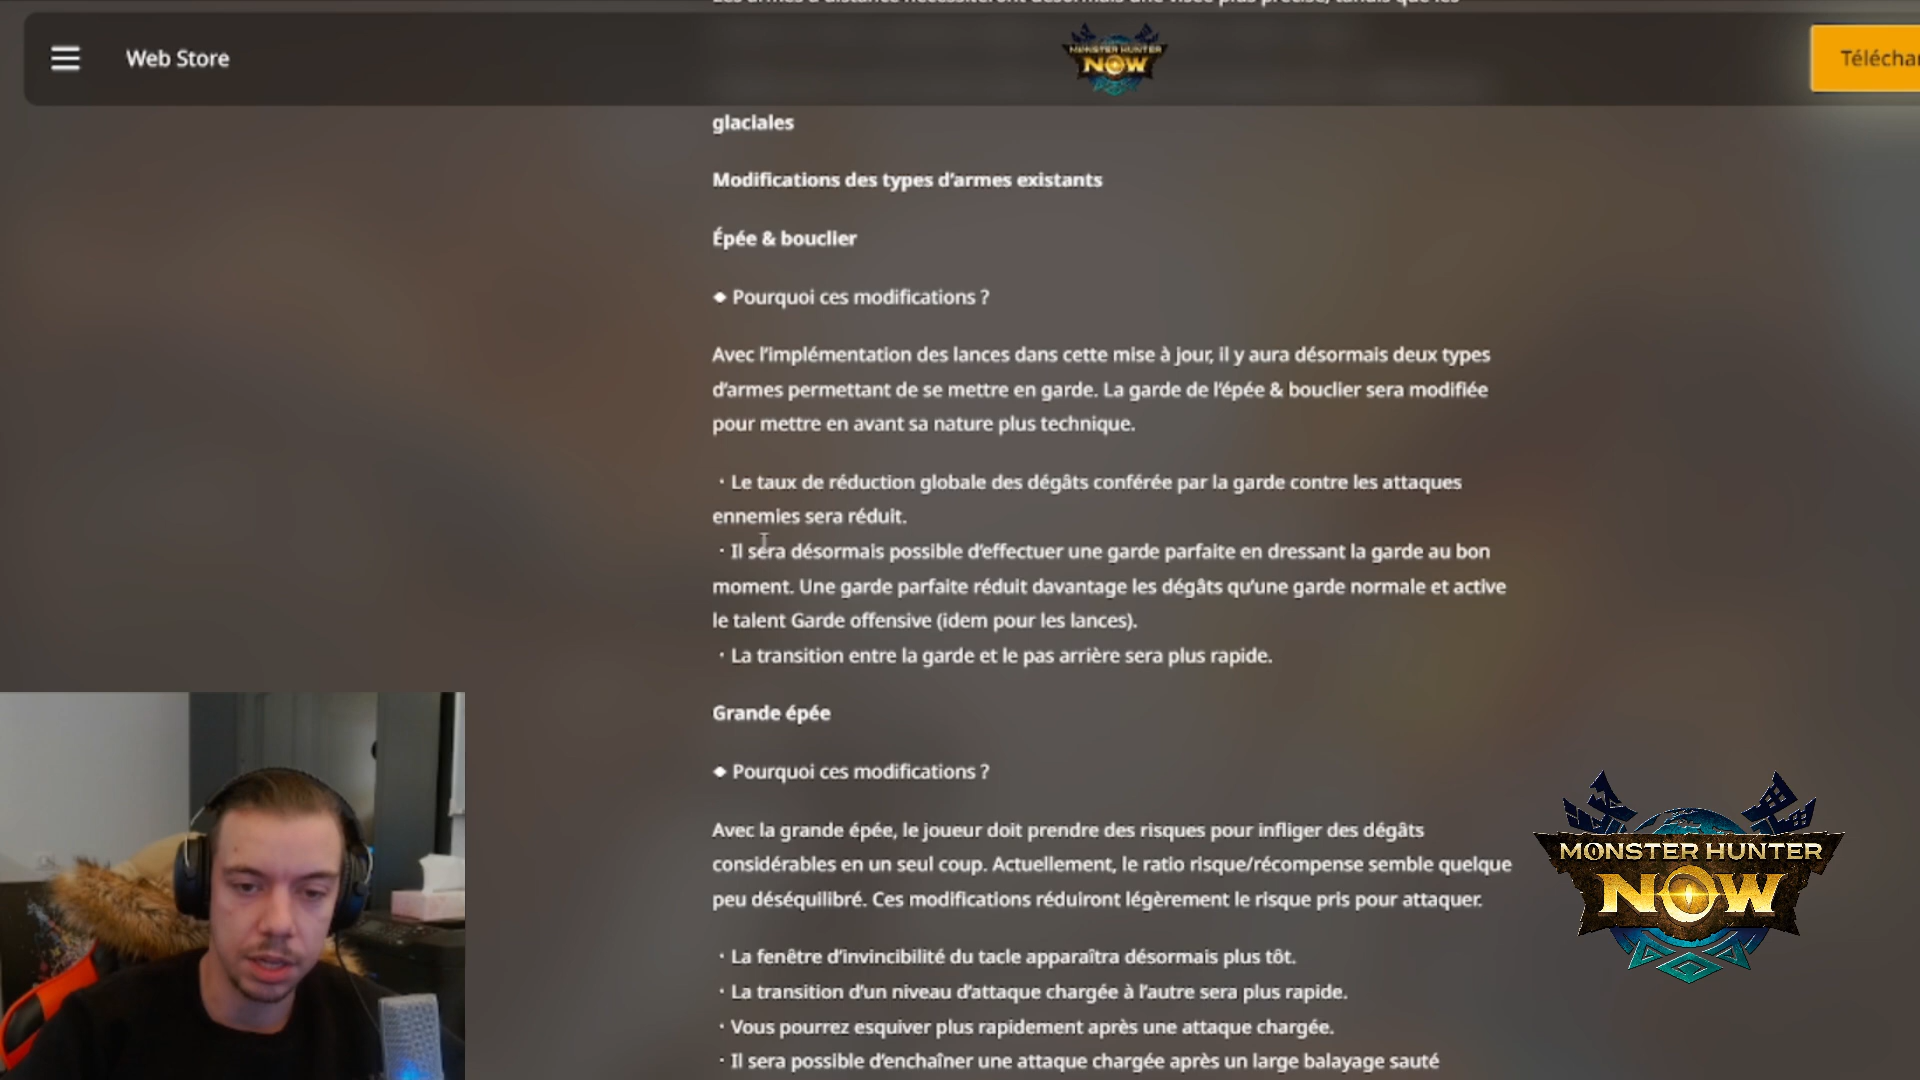 Web Store
MONSTER HUNTER
NOW
glaciales
Modifications des types d'armes existants
Épée & bouclier
◆ Pourquoi ces modifications ?
Avec l'implémentation des lances dans cette mise à jour, il y aura désormais deux types
d'armes permettant de se mettre en garde. La garde de l'épée & bouclier sera modifiée
pour mettre en avant sa nature plus technique.
・Le taux de réduction globale des dégâts conférée par la garde contre les attaques
ennemies sera réduit.
・Il sera désormais possible d'effectuer une garde parfaite en dressant la garde au bon
moment. Une garde parfaite réduit davantage les dégâts qu'une garde normale et active
le talent Garde offensive (idem pour les lances).
・La transition entre la garde et le pas arrière sera plus rapide.
Grande épée
◆ Pourquoi ces modifications ?
Avec la grande épée, le joueur doit prendre des risques pour infliger des dégâts
considérables en un seul coup. Actuellement, le ratio risque/récompense semble quelque
peu déséquilibré. Ces modifications réduiront légèrement le risque pris pour attaquer.
・La fenêtre d'invincibilité du tacle apparaîtra désormais plus tôt.
・La transition d'un niveau d'attaque chargée à l'autre sera plus rapide.
・Vous pourrez esquiver plus rapidement après une attaque chargée.
・Il sera possible d'enchaîner une attaque chargée après un large balayage sauté
MONSTER HUNTER
NOW